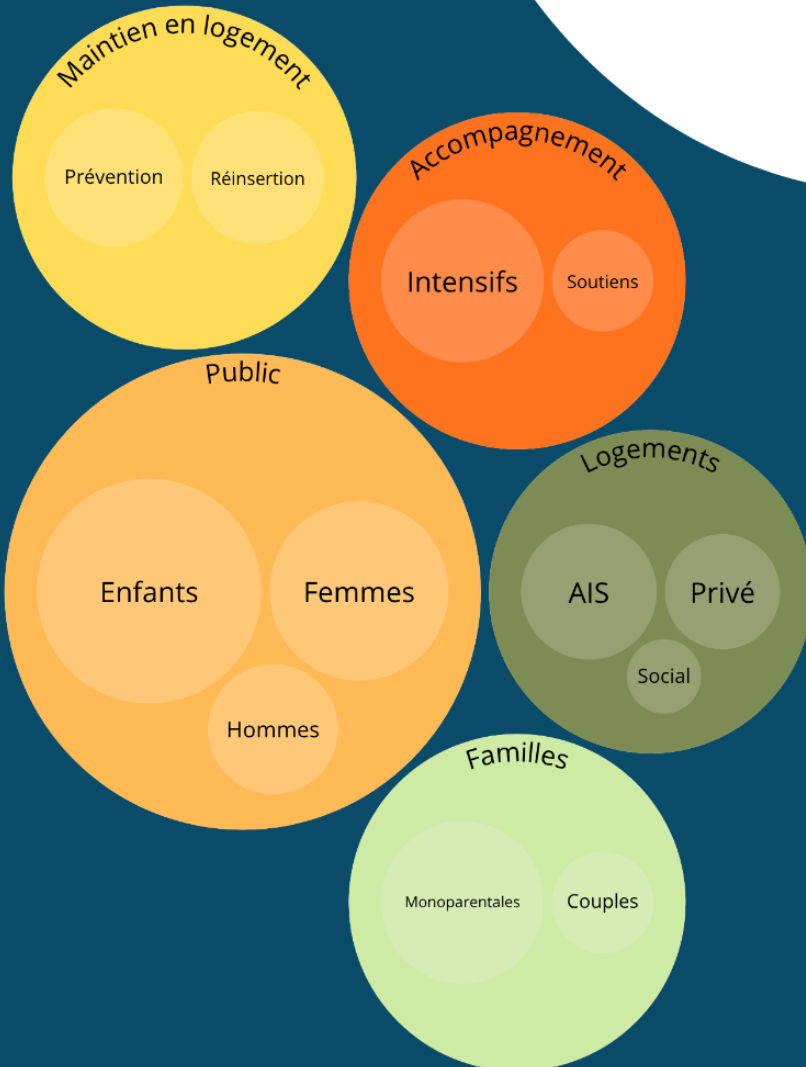 Maintien en logement
Prévention
Réinsertion
Accompagnement
Intensifs
Soutiens
Public
Enfants
Femmes
Hommes
Logements
AIS
Privé
Social
Familles
Monoparentales
Couples